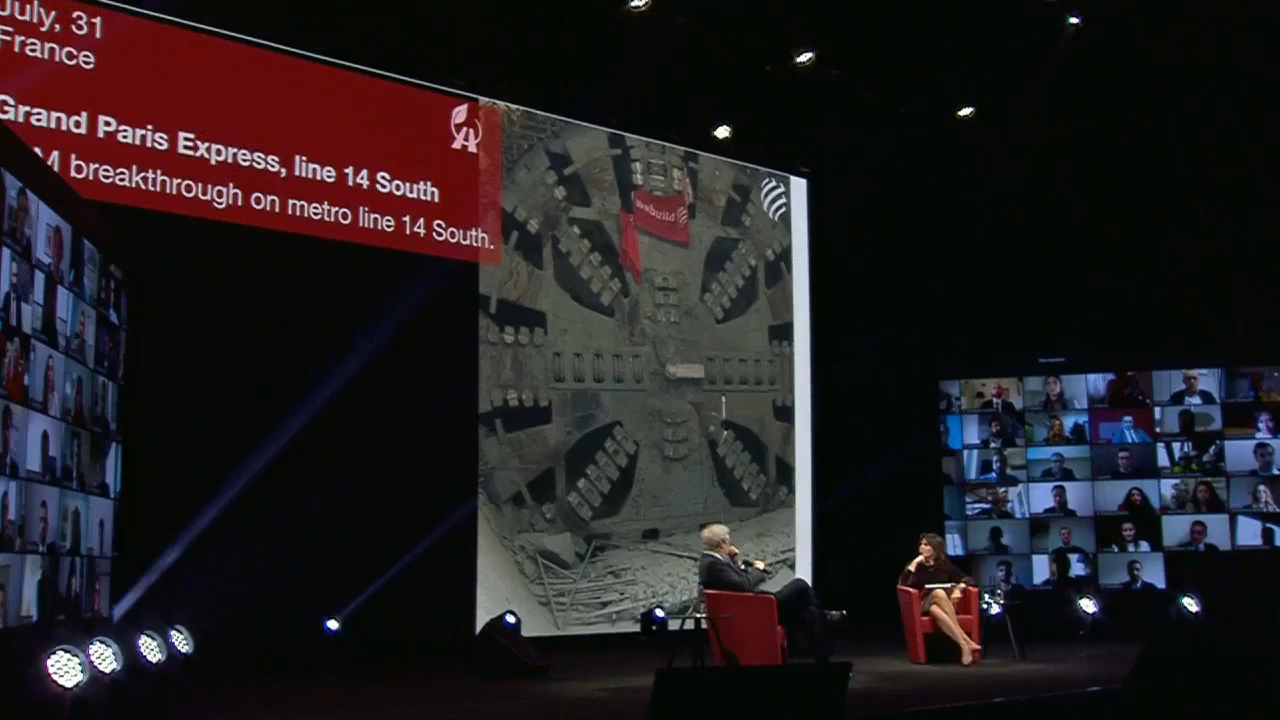 July, 31
France
Grand Paris Express, line 14 South
M breakthrough on metro line 14 South.
webuild